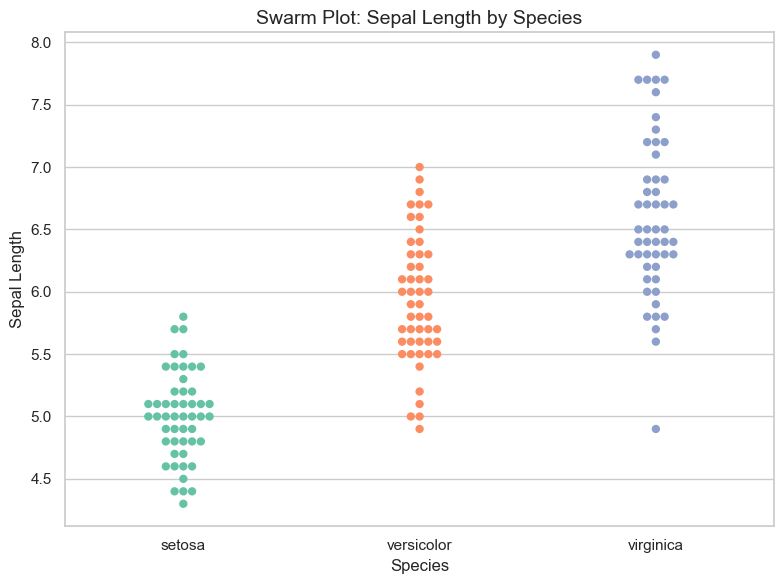 Swarm Plot: Sepal Length by Species
8.0
7.5
7.0
6.5
6.0
5.5
5.0
4.5
Sepal Length
setosa
versicolor
virginica
Species